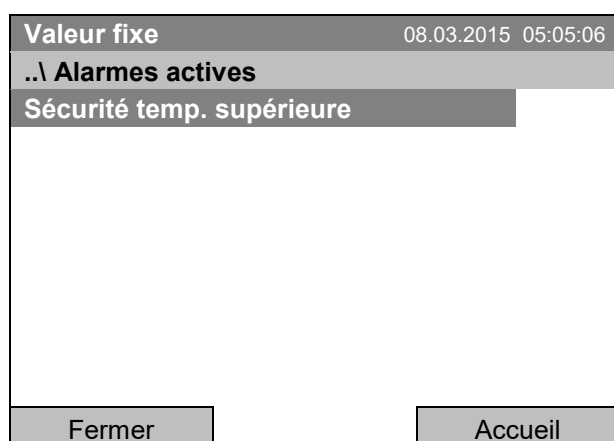 Valeur fixe 08.03.2015 05:05:06
..\ Alarmes actives
Sécurité temp. supérieure
Fermer Accueil